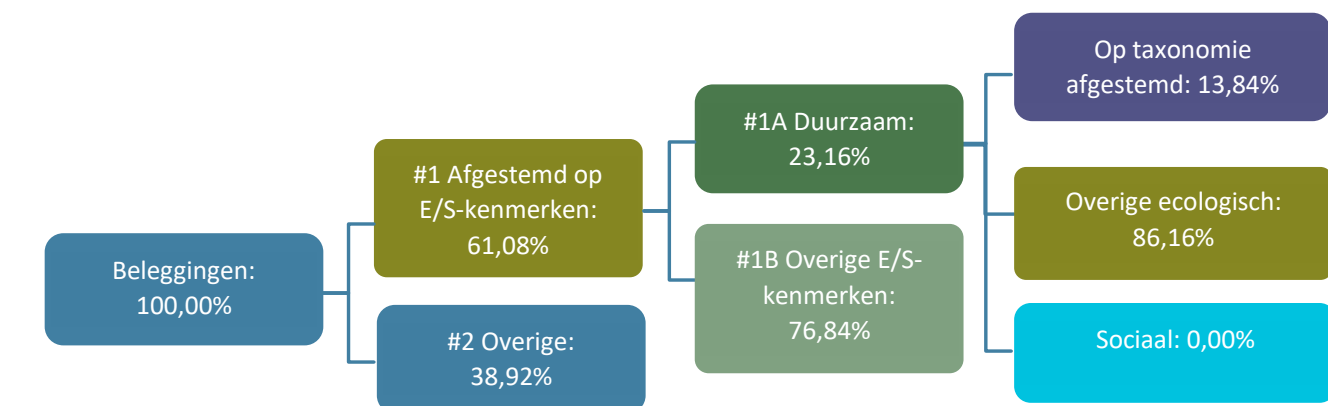 Beleggingen:
100,00%
#1 Afgestemd op
E/S-kenmerken:
61,08%
#2 Overige:
38,92%
#1A Duurzaam:
23,16%
#1B Overige E/S-
kenmerken:
76,84%
Op taxonomie
afgestemd: 13,84%
Overige ecologisch:
86,16%
Sociaal: 0,00%